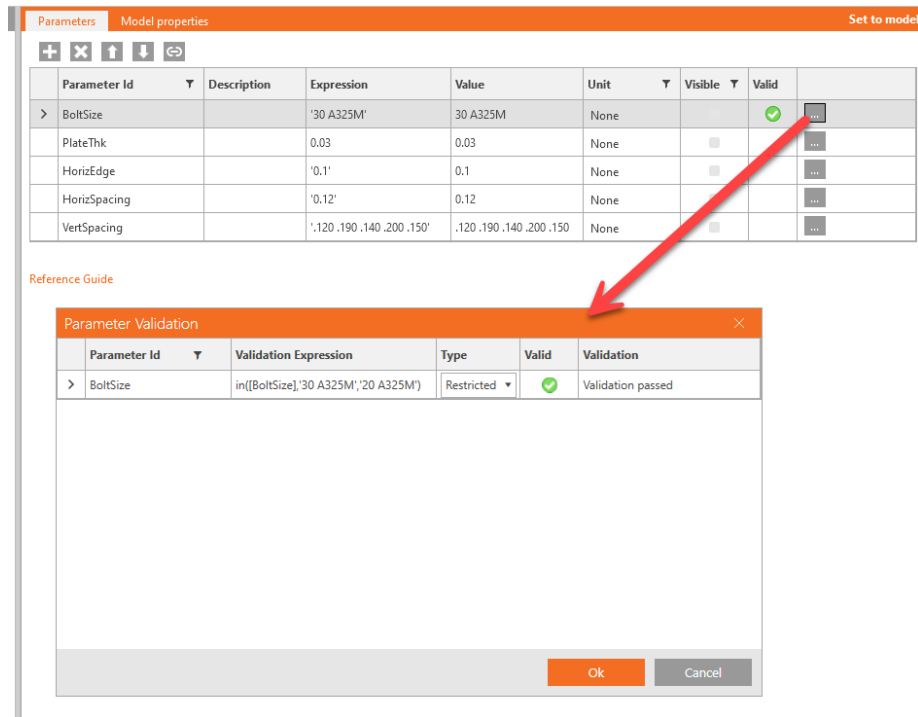 Parameters Model properties Set to model
Parameter Id Description Expression Value Unit Visible Valid
BoltSize '30 A325M' 30 A325M None ...
PlateThk 0.03 0.03 None ...
HorizEdge '0.1' 0.1 None ...
HorizSpacing '0.12' 0.12 None ...
VertSpacing '.120 .190 .140 .200 .150' .120 .190 .140 .200 .150 None ...
Reference Guide
Parameter Validation
Parameter Id Validation Expression Type Valid Validation
BoltSize in([BoltSize],'30 A325M','20 A325M') Restricted Validation passed
Ok Cancel